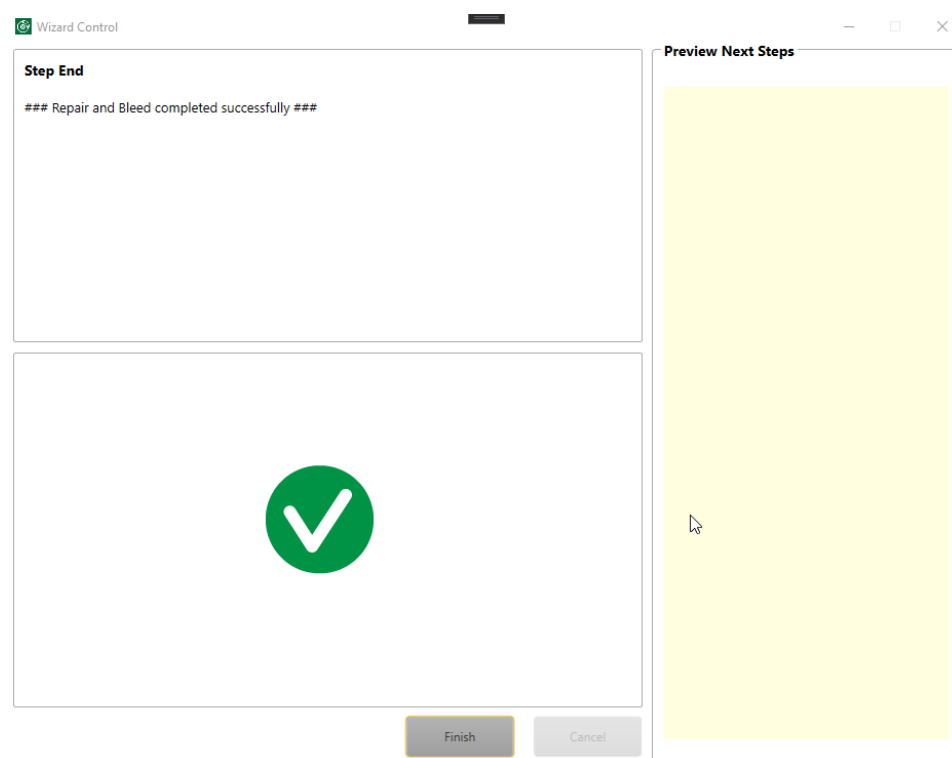 Wizard Control
Step End
### Repair and Bleed completed successfully ###
Preview Next Steps
Finish
Cancel